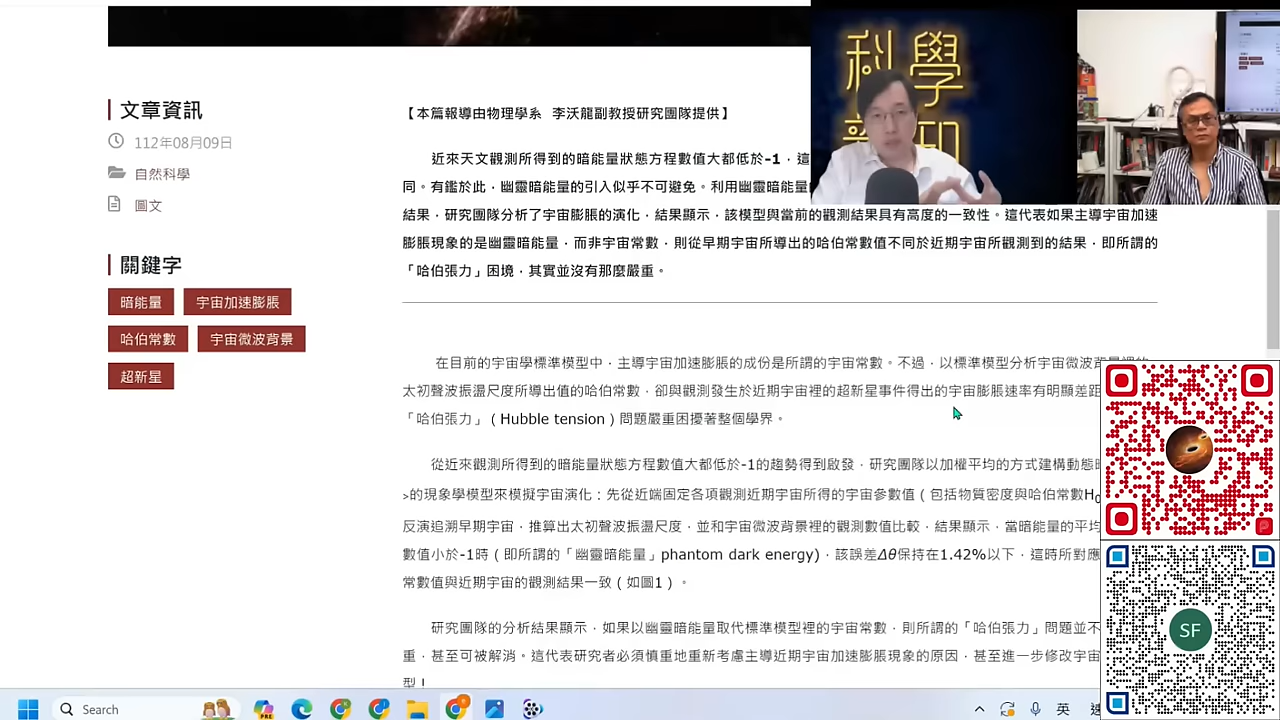 科學
文章資訊
112年08月09日
自然科學
圖文
關鍵字
暗能量
宇宙加速膨脹
哈伯常數
宇宙微波背景
超新星
【本篇報導由物理學系 李沃龍副教授研究團隊提供】
近來天文觀測所得到的暗能量狀態方程數值大都低於-1，這
同。有鑑於此，幽靈暗能量的引入似乎不可避免。利用幽靈暗能量
結果，研究團隊分析了宇宙膨脹的演化，結果顯示，該模型與當前的觀測結果具有高度的一致性。這代表如果主導宇宙加速
膨脹現象的是幽靈暗能量，而非宇宙常數，則從早期宇宙所導出的哈伯常數值不同於近期宇宙所觀測到的結果，即所謂的
「哈伯張力」困境，其實並沒有那麼嚴重。
在目前的宇宙學標準模型中，主導宇宙加速膨脹的成份是所謂的宇宙常數。不過，以標準模型分析宇宙微波背景裡的
太初聲波振盪尺度所導出值的哈伯常數，卻與觀測發生於近期宇宙裡的超新星事件得出的宇宙膨脹速率有明顯差距
「哈伯張力」（Hubble tension）問題嚴重困擾著整個學界。
從近來觀測所得到的暗能量狀態方程數值大都低於-1的趨勢得到啟發，研究團隊以加權平均的方式建構動態
>的現象學模型來模擬宇宙演化：先從近端固定各項觀測近期宇宙所得的宇宙參數值（包括物質密度與哈伯常數H0
反演追溯早期宇宙，推算出太初聲波振盪尺度，並和宇宙微波背景裡的觀測數值比較，結果顯示，當暗能量的平均
數值小於-1時（即所謂的「幽靈暗能量」phantom dark energy)，該誤差Δθ保持在1.42%以下，這時所對應
常數值與近期宇宙的觀測結果一致（如圖1）。
研究團隊的分析結果顯示，如果以幽靈暗能量取代標準模型裡的宇宙常數，則所謂的「哈伯張力」問題並不
重，甚至可被解消。這代表研究者必須慎重地重新考慮主導近期宇宙加速膨脹現象的原因，甚至進一步修改宇宙
型！
SF
Search
PRE
英